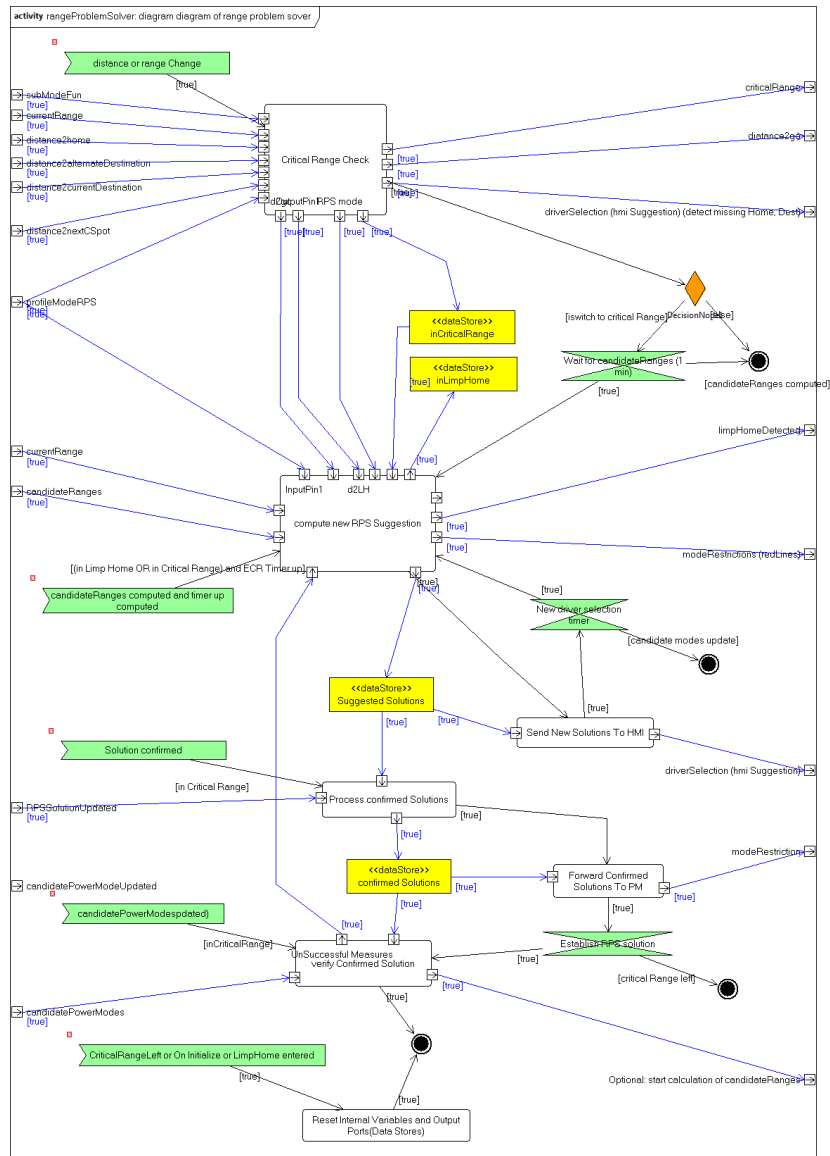 activity rangeProblemSolver: diagram diagram of range problem sover
distance or range Change
[true]
subModeFun
[true]
currentRange
[true]
distance2home
[true]
distance2alternateDestination
[true]
distance2currentDestination
[true]
distance2nextCSpot
[true]
profileModeRPS
[true]
[true]
Critical Range Check
OutputPin1
RPS mode
[true]
[true]
[true]
[true]
[true]
[true]
[true]
criticalRange
distance2go
driverSelection (hmi Suggestion) (detect missing Home, Dest)
[iswitch to critical Range]
DecisionNode1
[else]
<<dataStore>>
inCriticalRange
<<dataStore>>
inLimpHome
[true]
[true]
Wait for candidateRanges (1
min)
[true]
[candidateRanges computed]
limpHomeDetected
currentRange
[true]
candidateRanges
[true]
InputPin1
d2LH
compute new RPS Suggestion
[true]
[true]
modeRestrictions (redLines)
[(in Limp Home OR in Critical Range) and ECR Timer up]
candidateRanges computed and timer up
computed
[true]
[true]
[true]
New driver selection
timer
[candidate modes update]
<<dataStore>>
Suggested Solutions
[true]
[true]
[true]
Send New Solutions To HMI
[true]
driverSelection (hmi Suggestion)
Solution confirmed
[in Critical Range]
RPSSolutionUpdated
[true]
Process confirmed Solutions
[true]
[true]
modeRestriction
<<dataStore>>
confirmed Solutions
[true]
[true]
Forward Confirmed
Solutions To PM
[true]
[true]
candidatePowerModeUpdated
candidatePowerModespdated)
[inCriticalRange]
[true]
UnSuccessful Measures
verify Confirmed Solution
[true]
Establish RPS solution
[true]
[critical Range left]
candidatePowerModes
[true]
[true]
CriticalRangeLeft or On Initialize or LimpHome entered
[true]
[true]
Optional: start calculation of candidateRanges
Reset Internal Variables and Output
Ports(Data Stores)